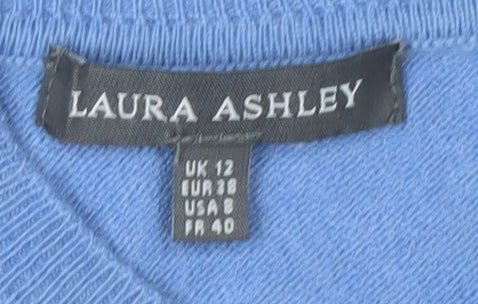 LAURA ASHLEY
UK 12
EUR 38
USA 8
FR 40